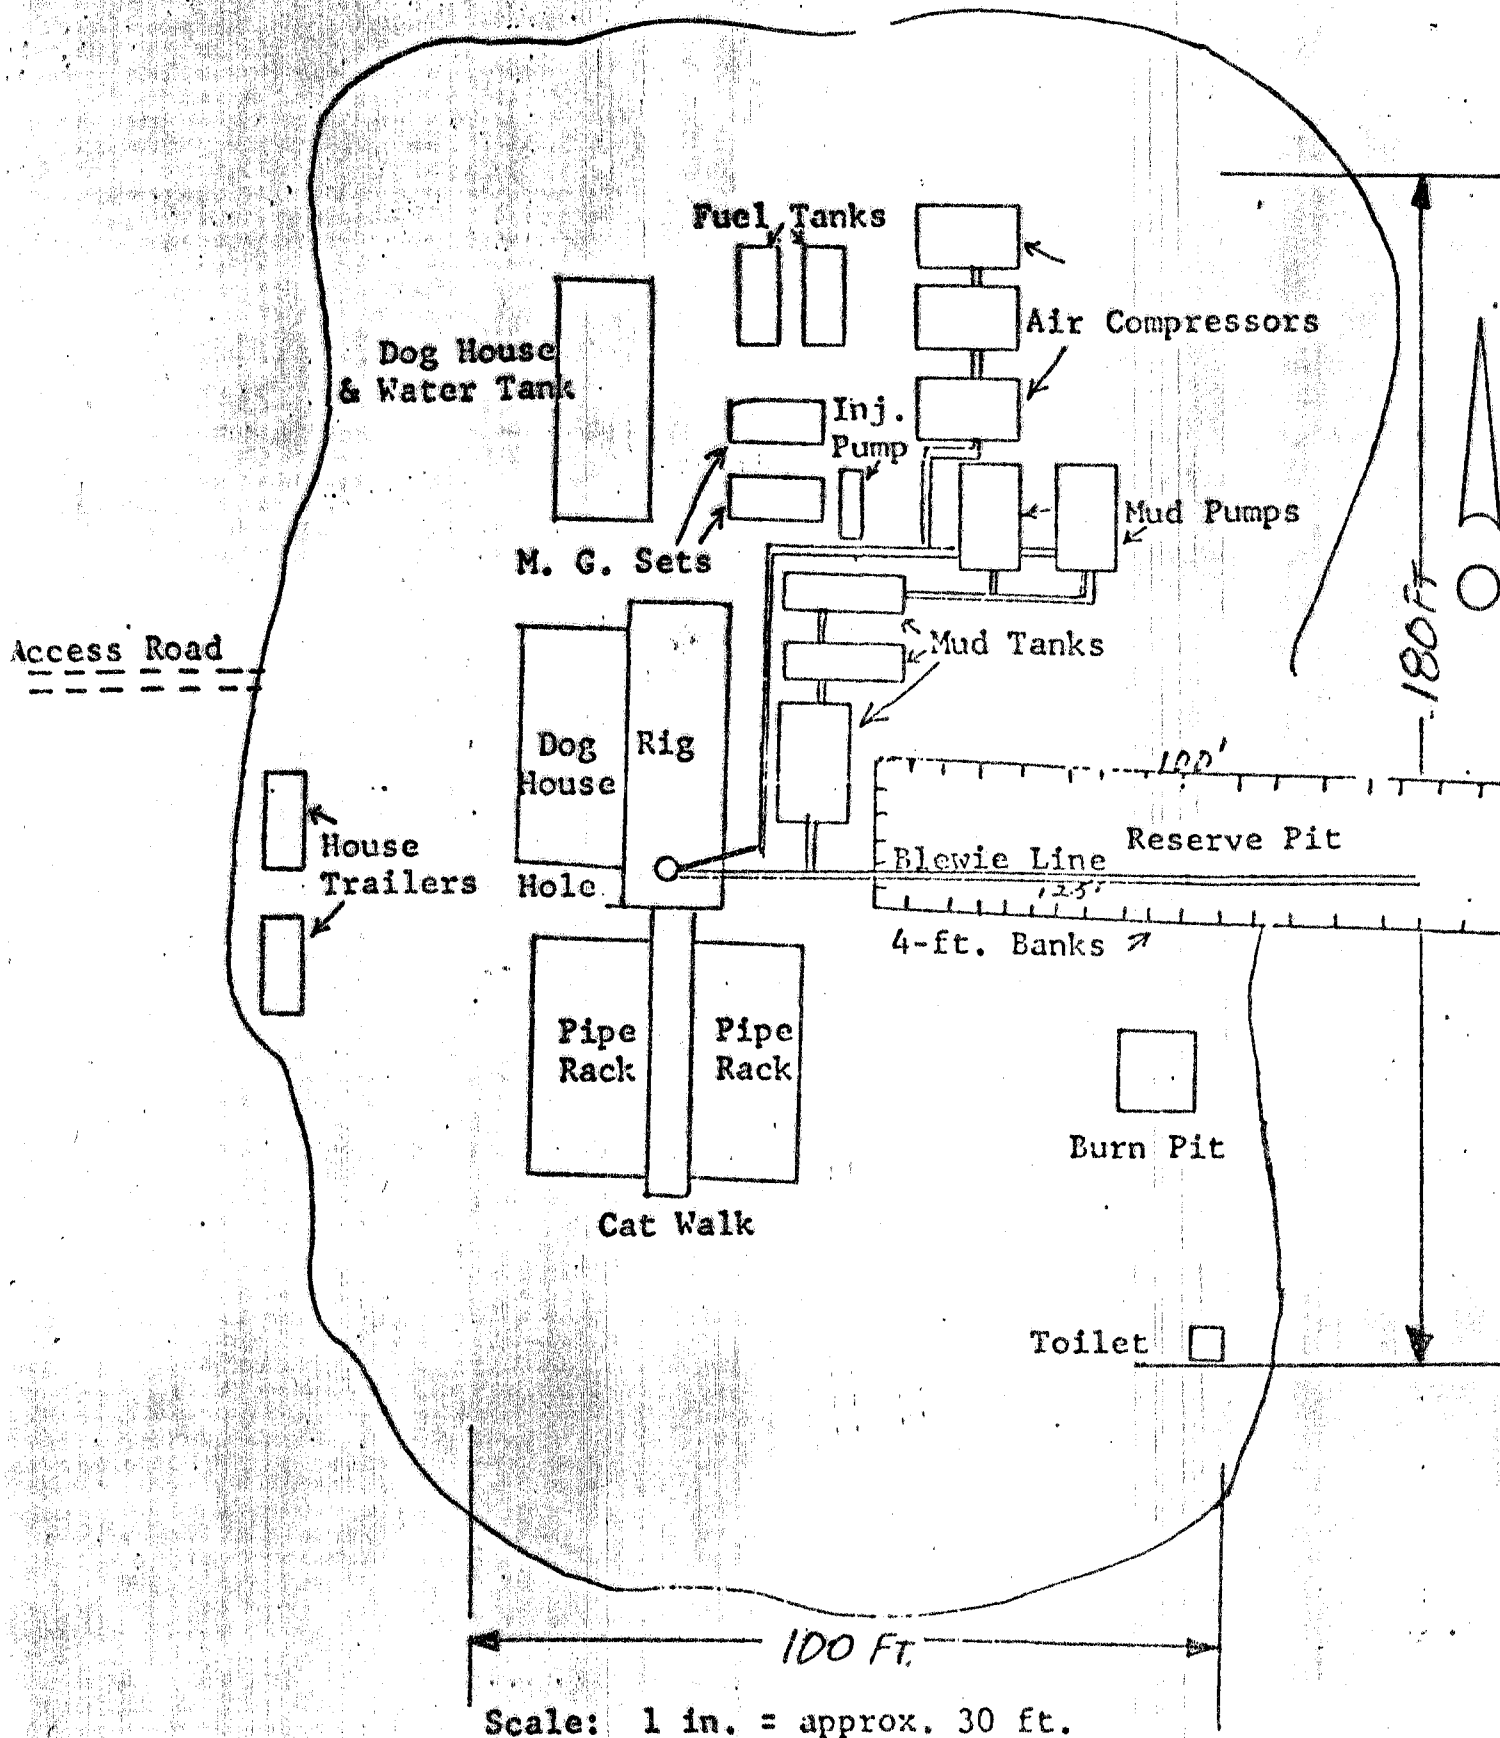 Fuel Tanks
Air Compressors
Dog House
& Water Tank
Inj.
Pump
Mud Pumps
M. G. Sets
180 FT
Access Road
Mud Tanks
Dog
House
Rig
100'
House
Trailers
Hole
Reserve Pit
Blewie Line
125'
4-ft. Banks
Pipe
Rack
Pipe
Rack
Burn Pit
Cat Walk
Toilet
100 FT.
Scale: 1 in. = approx. 30 ft.